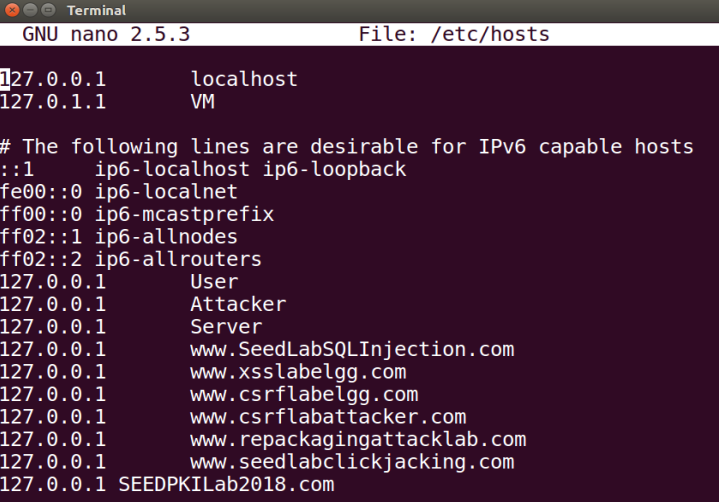 Terminal
GNU nano 2.5.3 File: /etc/hosts
127.0.0.1 localhost
127.0.1.1 VM
# The following lines are desirable for IPv6 capable hosts
::1 ip6-localhost ip6-loopback
fe00::0 ip6-localnet
ff00::0 ip6-mcastprefix
ff02::1 ip6-allnodes
ff02::2 ip6-allrouters
127.0.0.1 User
127.0.0.1 Attacker
127.0.0.1 Server
127.0.0.1 www.SeedLabSQLInjection.com
127.0.0.1 www.xsslabelgg.com
127.0.0.1 www.csrflabelgg.com
127.0.0.1 www.csrflabattacker.com
127.0.0.1 www.repackagingattacklab.com
127.0.0.1 www.seedlabclickjacking.com
127.0.0.1 SEEDPKILab2018.com